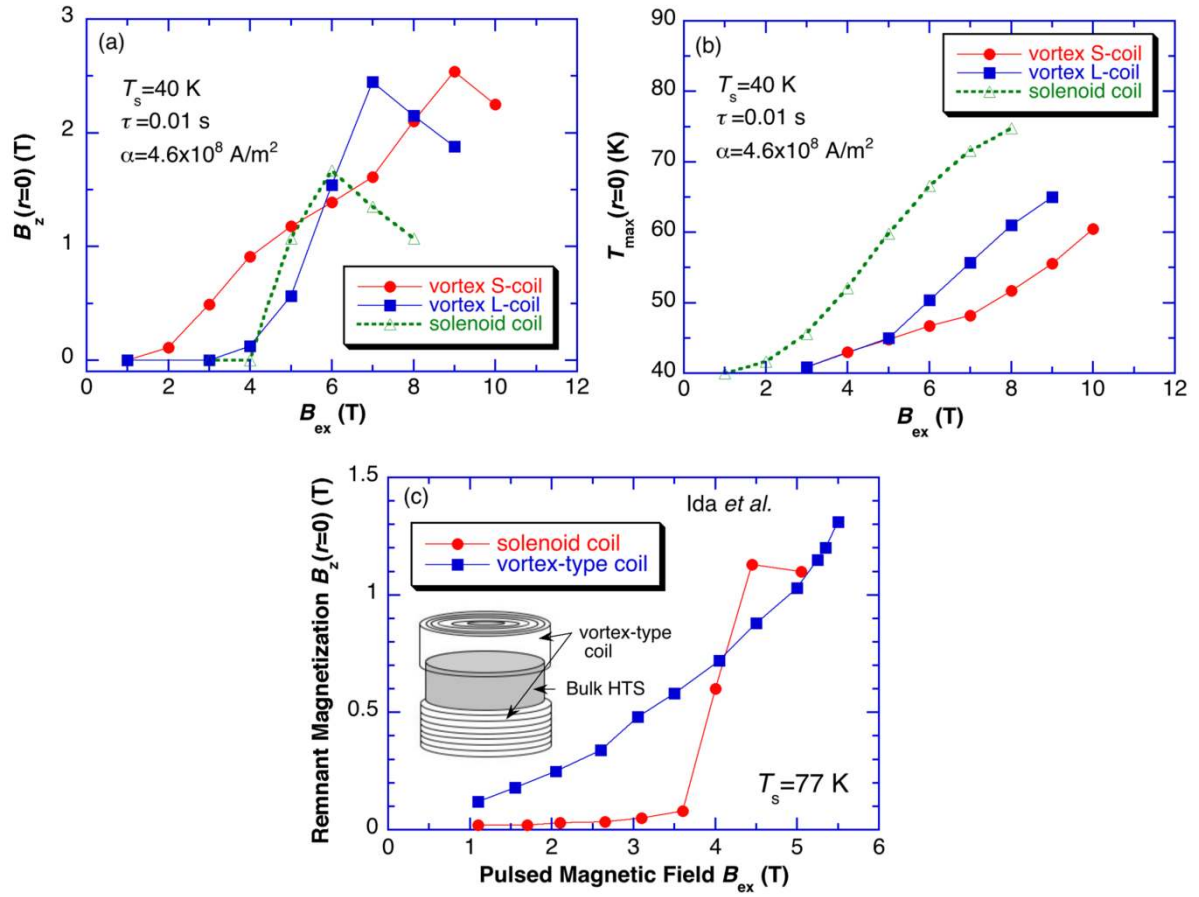 (a)
T_s=40 K
τ=0.01 s
α=4.6x10^8 A/m^2
vortex S-coil
vortex L-coil
solenoid coil
3
2
1
0
0 2 4 6 8 10 12
B_z(r=0) (T)
B_ex (T)
(b)
T_s=40 K
τ=0.01 s
α=4.6x10^8 A/m^2
vortex S-coil
vortex L-coil
solenoid coil
90
80
70
60
50
40
0 2 4 6 8 10 12
T_max(r=0) (K)
B_ex (T)
(c)
Ida et al.
solenoid coil
vortex-type coil
vortex-type
coil
Bulk HTS
T_s=77 K
1.5
1
0.5
0
0 1 2 3 4 5 6
Remnant Magnetization B_z(r=0) (T)
Pulsed Magnetic Field B_ex (T)